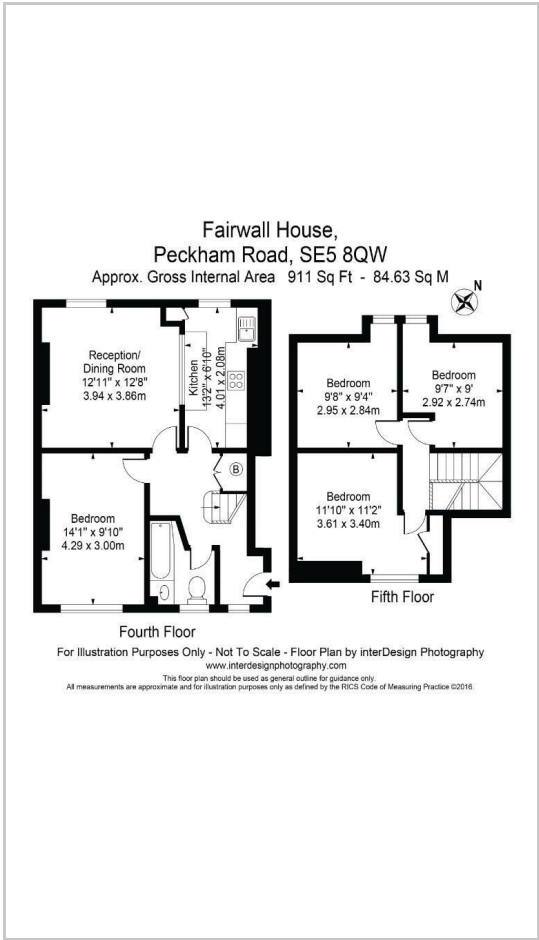 Fairwall House,
Peckham Road, SE5 8QW
Approx. Gross Internal Area 911 Sq Ft - 84.63 Sq M
N
Reception/
Dining Room
12'11" x 12'8"
3.94 x 3.86m
Kitchen
13'2" x 6'10"
4.01 x 2.08m
B
Bedroom
14'1" x 9'10"
4.29 x 3.00m
Fourth Floor
Bedroom
9'8" x 9'4"
2.95 x 2.84m
Bedroom
9'7" x 9'
2.92 x 2.74m
Bedroom
11'10" x 11'2"
3.61 x 3.40m
Fifth Floor
For Illustration Purposes Only - Not To Scale - Floor Plan by interDesign Photography
www.interdesignphotography.com
This floor plan should be used as general outline for guidance only.
All measurements are approximate and for illustration purposes only as defined by the RICS Code of Measuring Practice ©2016.